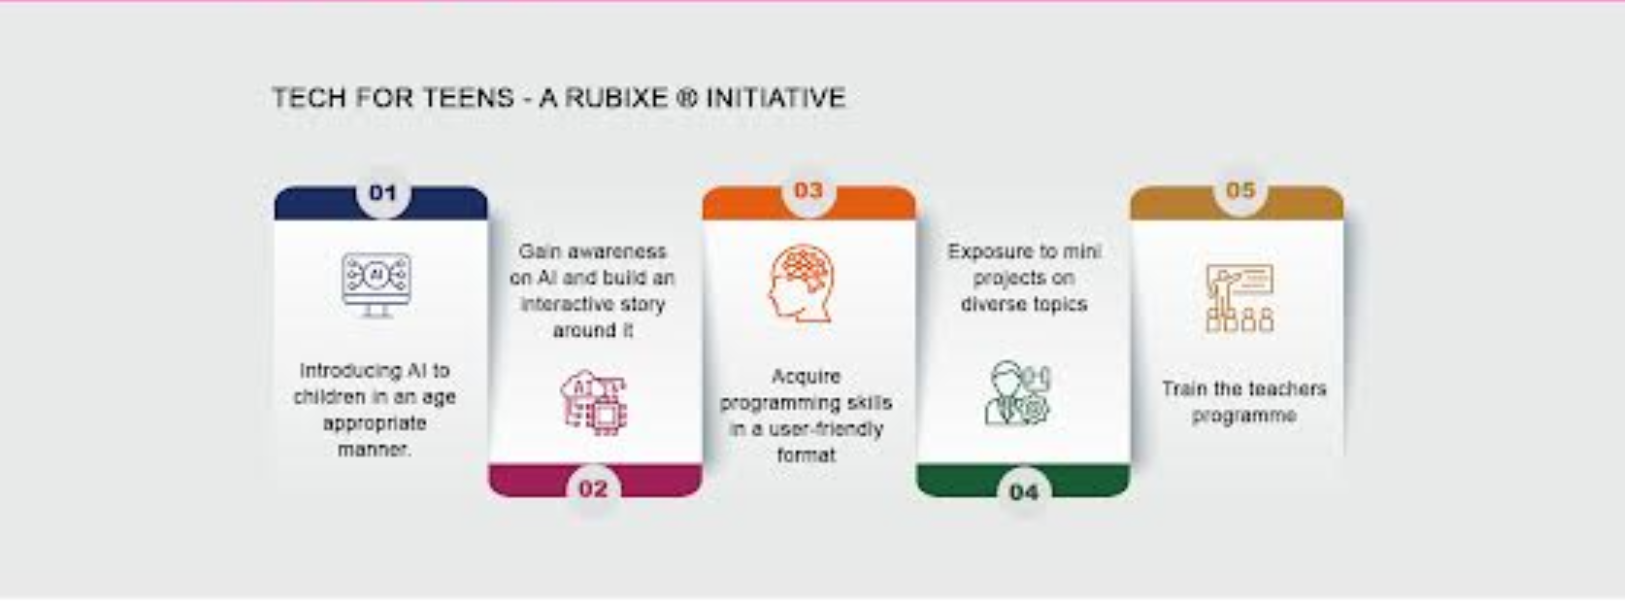 TECH FOR TEENS - A RUBIXE ® INITIATIVE
01
AI
Introducing AI to
children in an age
appropriate
manner.
Gain awareness
on AI and build an
interactive story
around it
AI
02
03
Acquire
programming skills
in a user-friendly
format
Exposure to mini
projects on
diverse topics
04
05
Train the teachers
programme